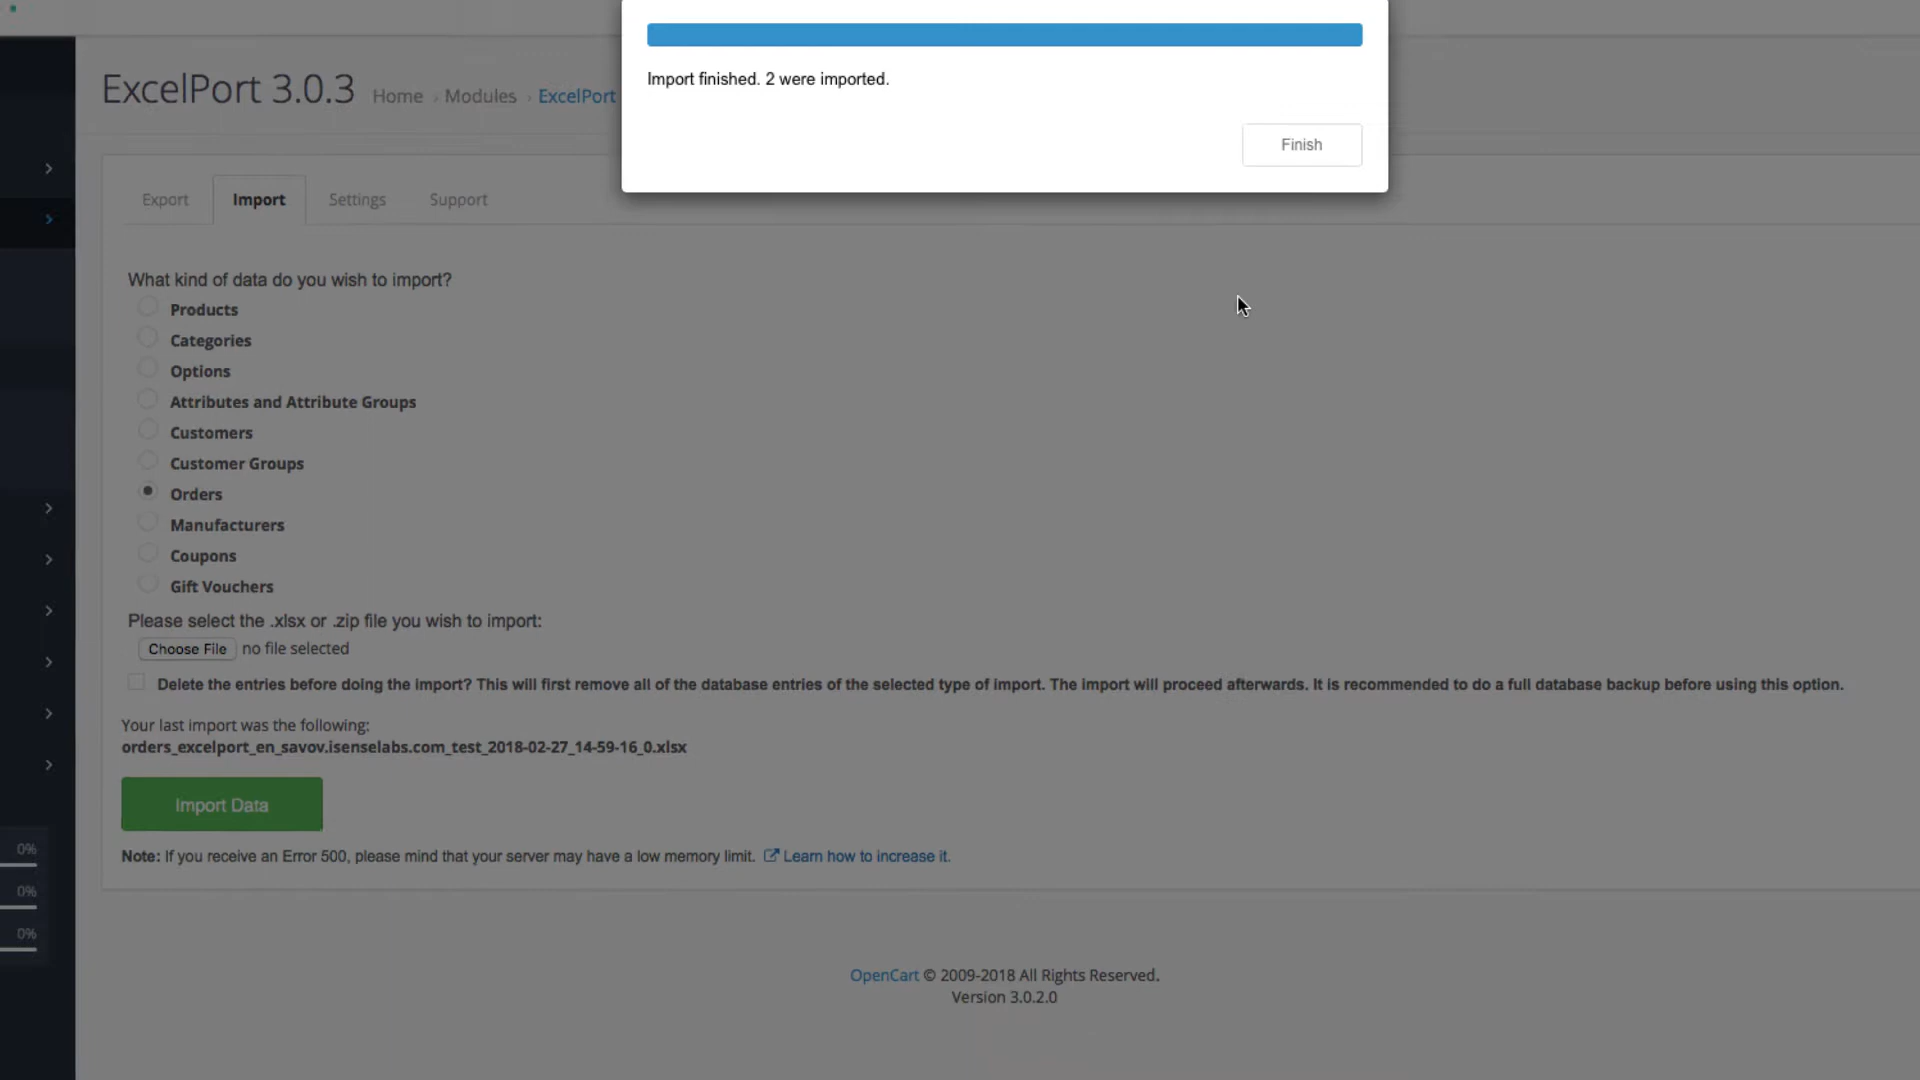 Import finished. 2 were imported.
Finish
ExcelPort 3.0.3
Home › Modules › ExcelPort
Export
Import
Settings
Support
What kind of data do you wish to import?
Products
Categories
Options
Attributes and Attribute Groups
Customers
Customer Groups
Orders
Manufacturers
Coupons
Gift Vouchers
Please select the .xlsx or .zip file you wish to import:
Choose File no file selected
Delete the entries before doing the import? This will first remove all of the database entries of the selected type of import. The import will proceed afterwards. It is recommended to do a full database backup before using this option.
Your last import was the following:
orders_excelport_en_savov.isenselabs.com_test_2018-02-27_14-59-16_0.xlsx
Import Data
Note: If you receive an Error 500, please mind that your server may have a low memory limit. Learn how to increase it.
0%
0%
0%
OpenCart © 2009-2018 All Rights Reserved.
Version 3.0.2.0